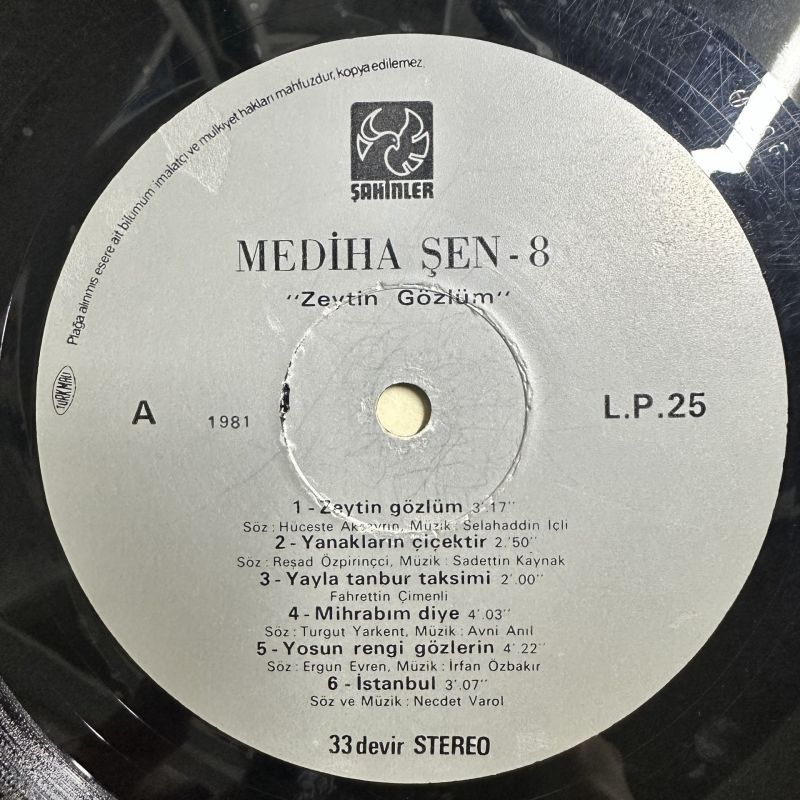 Plağa alınmış esere ait bilümum imalatçı ve mülkiyet hakları mahfuzdur, kopya edilemez.
ŞAHİNLER
MEDİHA ŞEN - 8
"Zeytin Gözlüm"
TÜRK MALI
A 1981 L.P.25
1 - Zeytin gözlüm 3'.17''
Söz : Hüceste Aksavrın, Müzik : Selahaddin İçli
2 - Yanakların çiçektir 2.'50''
Söz : Reşad Özpirinçci, Müzik : Sadettin Kaynak
3 - Yayla tanbur taksimi 2'.00''
Fahrettin Çimenli
4 - Mihrabım diye 4'.03''
Söz : Turgut Yarkent, Müzik : Avni Anıl
5 - Yosun rengi gözlerin 4'.22''
Söz : Ergun Evren, Müzik : İrfan Özbakır
6 - İstanbul 3'.07''
Söz ve Müzik : Necdet Varol
33 devir STEREO